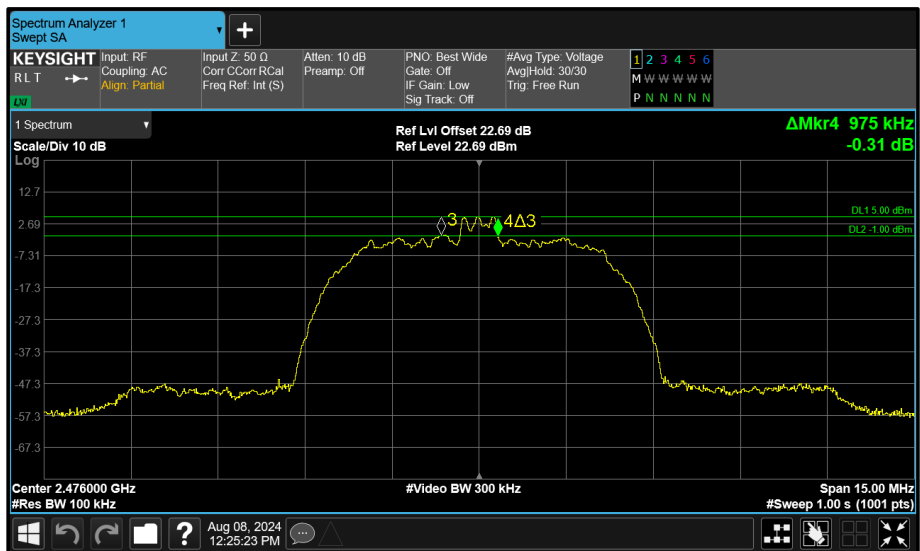 Spectrum Analyzer 1
Swept SA
KEYSIGHT
R L T
LXI
Input: RF
Coupling: AC
Align: Partial
Input Z: 50 Ω
Corr CCorr RCal
Freq Ref: Int (S)
Atten: 10 dB
Preamp: Off
PNO: Best Wide
Gate: Off
IF Gain: Low
Sig Track: Off
#Avg Type: Voltage
Avg|Hold: 30/30
Trig: Free Run
1 2 3 4 5 6
M W W W W W
P N N N N N
1 Spectrum
Scale/Div 10 dB
Ref Lvl Offset 22.69 dB
Ref Level 22.69 dBm
ΔMkr4 975 kHz
-0.31 dB
Log
12.7
DL1 5.00 dBm
2.69
3
4Δ3
DL2 -1.00 dBm
-7.31
-17.3
-27.3
-37.3
-47.3
-57.3
-67.3
Center 2.476000 GHz
#Video BW 300 kHz
Span 15.00 MHz
#Res BW 100 kHz
#Sweep 1.00 s (1001 pts)
?
Aug 08, 2024
12:25:23 PM